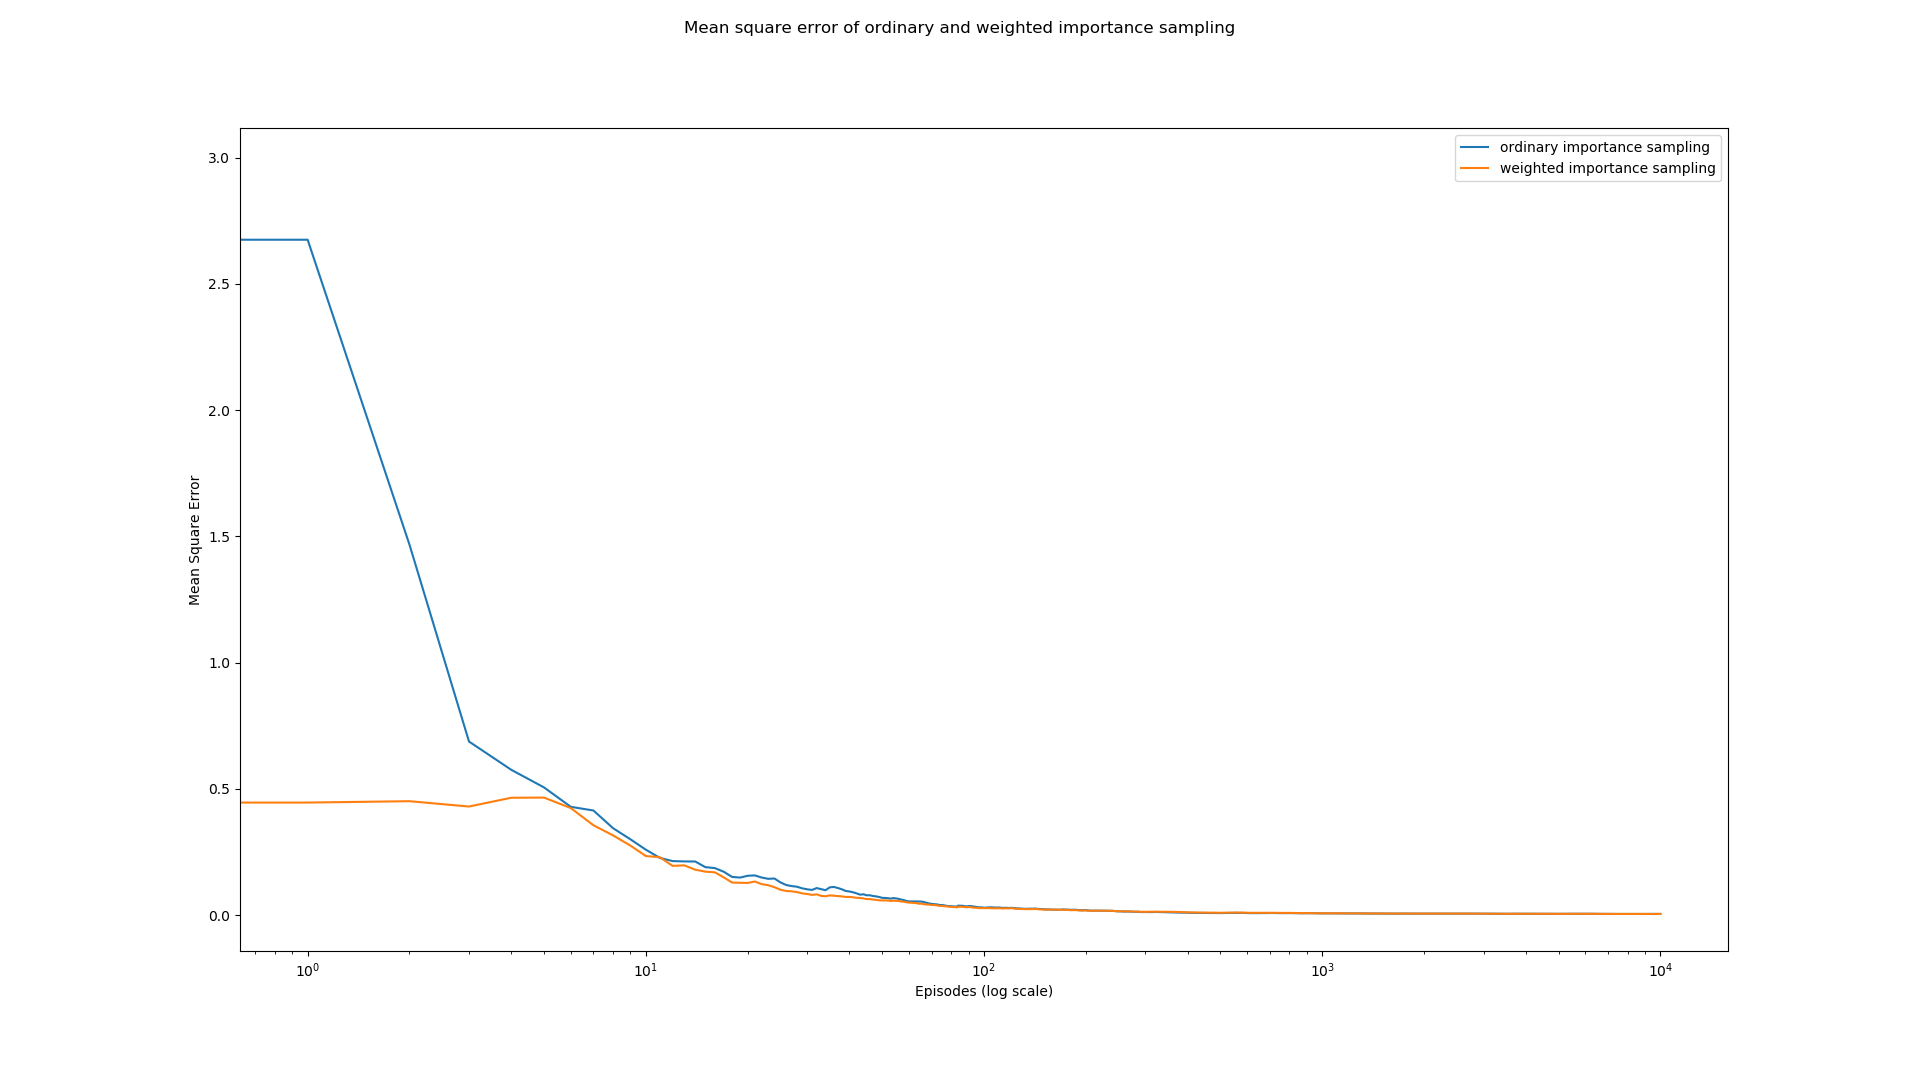 Mean square error of ordinary and weighted importance sampling
ordinary importance sampling
weighted importance sampling
3.0
2.5
2.0
1.5
1.0
0.5
0.0
Mean Square Error
10⁰
10¹
10²
10³
10⁴
Episodes (log scale)